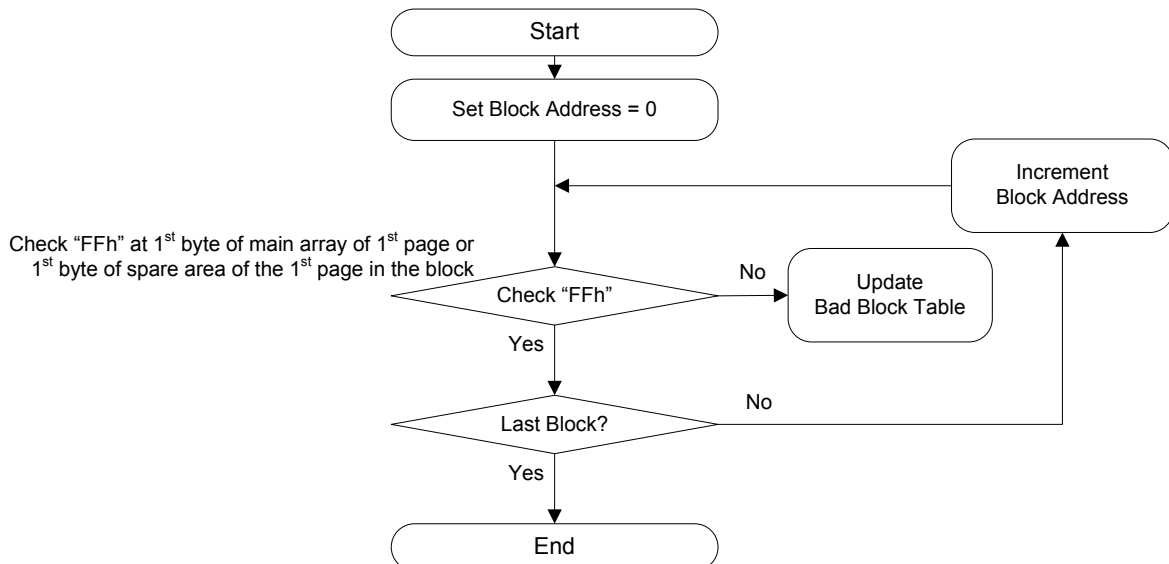 Start
Set Block Address = 0
Increment
Block Address
Check “FFh” at 1st byte of main array of 1st page or
1st byte of spare area of the 1st page in the block
Check “FFh”
No
Update
Bad Block Table
Yes
Last Block?
No
Yes
End